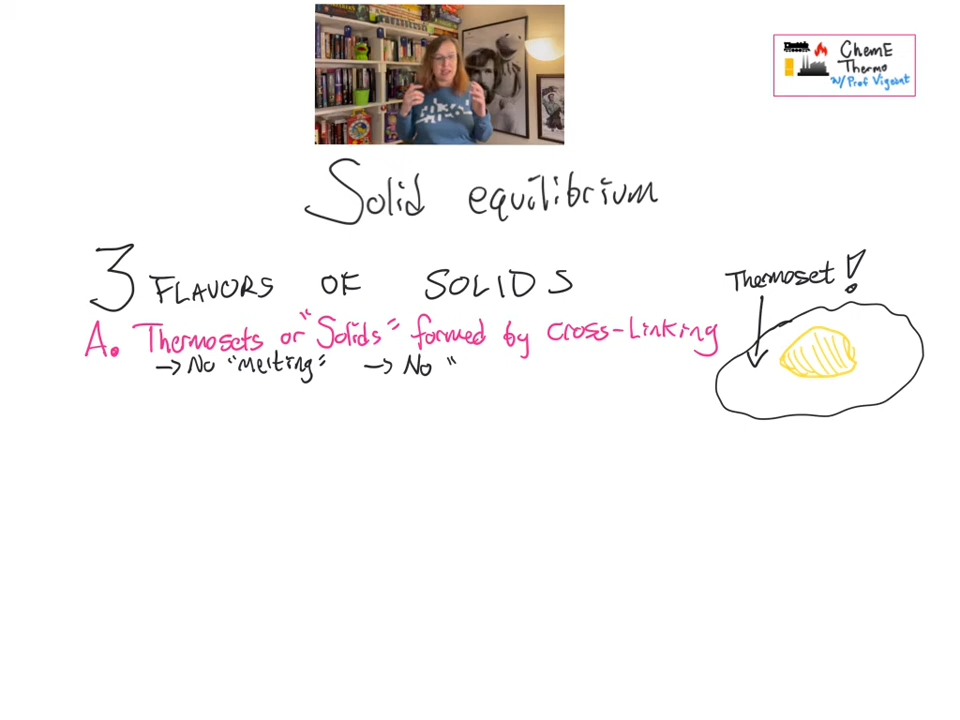 ChemE
Thermo
w/ Prof Vigeant
Solid equilibrium
3 FLAVORS OF SOLIDS
Thermoset!
A. Thermosets or "Solids" formed by cross-Linking
→ No "melting" → No "